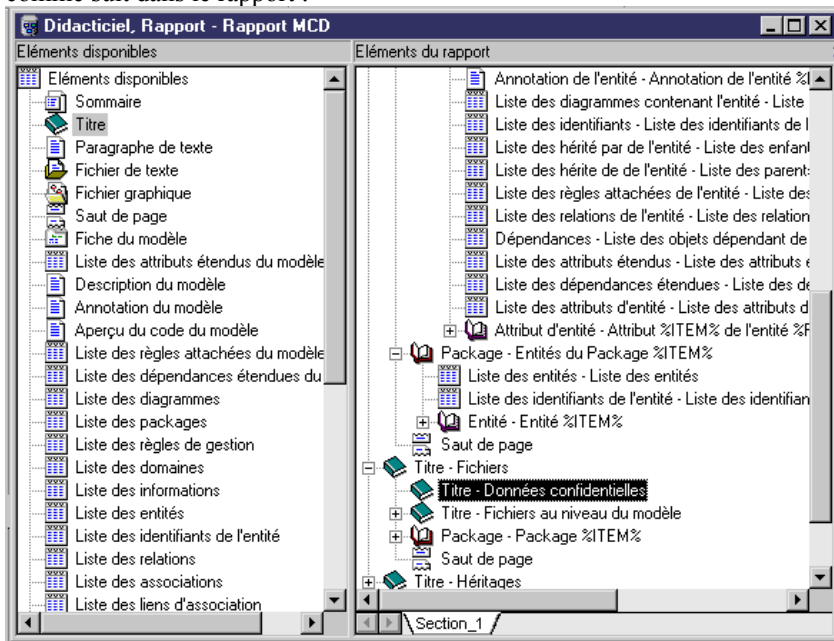 comme suit dans le rapport :
Didacticiel, Rapport - Rapport MCD
Eléments disponibles
Eléments disponibles
Sommaire
Titre
Paragraphe de texte
Fichier de texte
Fichier graphique
Saut de page
Fiche du modèle
Liste des attributs étendus du modèle
Description du modèle
Annotation du modèle
Aperçu du code du modèle
Liste des règles attachées du modèle
Liste des dépendances étendues du
Liste des diagrammes
Liste des packages
Liste des règles de gestion
Liste des domaines
Liste des informations
Liste des entités
Liste des identifiants de l'entité
Liste des relations
Liste des associations
Liste des liens d'association
Eléments du rapport
Annotation de l'entité - Annotation de l'entité %I
Liste des diagrammes contenant l'entité - Liste
Liste des identifiants - Liste des identifiants de l
Liste des hérité par de l'entité - Liste des enfant
Liste des hérite de de l'entité - Liste des parent
Liste des règles attachées de l'entité - Liste des
Liste des relations de l'entité - Liste des relation
Dépendances - Liste des objets dépendant de
Liste des attributs étendus - Liste des attributs é
Liste des dépendances étendues - Liste des dé
Liste des attributs d'entité - Liste des attributs d
Attribut d'entité - Attribut %ITEM% de l'entité %F
Package - Entités du Package %ITEM%
Liste des entités - Liste des entités
Liste des identifiants de l'entité - Liste des identifian
Entité - Entité %ITEM%
Saut de page
Titre - Fichiers
Titre - Données confidentielles
Titre - Fichiers au niveau du modèle
Package - Package %ITEM%
Saut de page
Titre - Héritages
Section_1